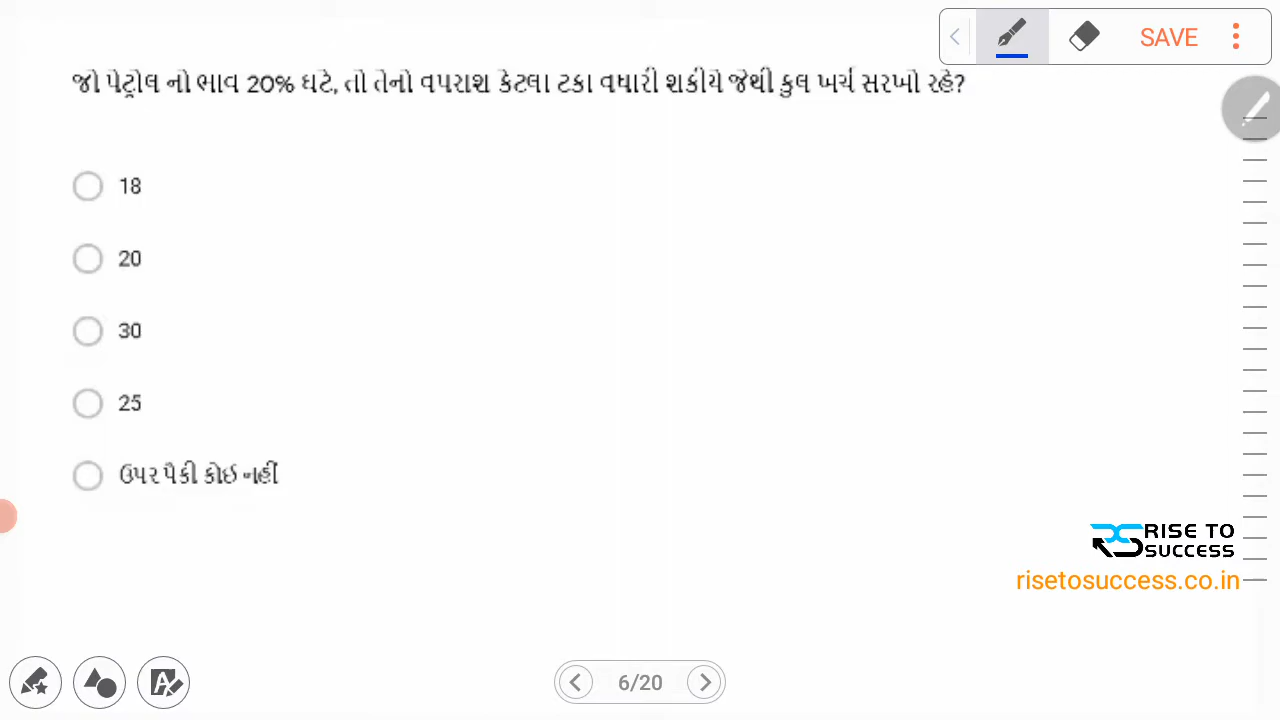 SAVE
જો પેટ્રોલ નો ભાવ 20% ઘટે, તો તેનો વપરાશ કેટલા ટકા વધારી શકીયે જેથી કુલ ખર્ચ સરખો રહે?
18
20
30
25
ઉપર પૈકી કોઈ નહીં
RISE TO
SUCCESS
risetosuccess.co.in
6/20